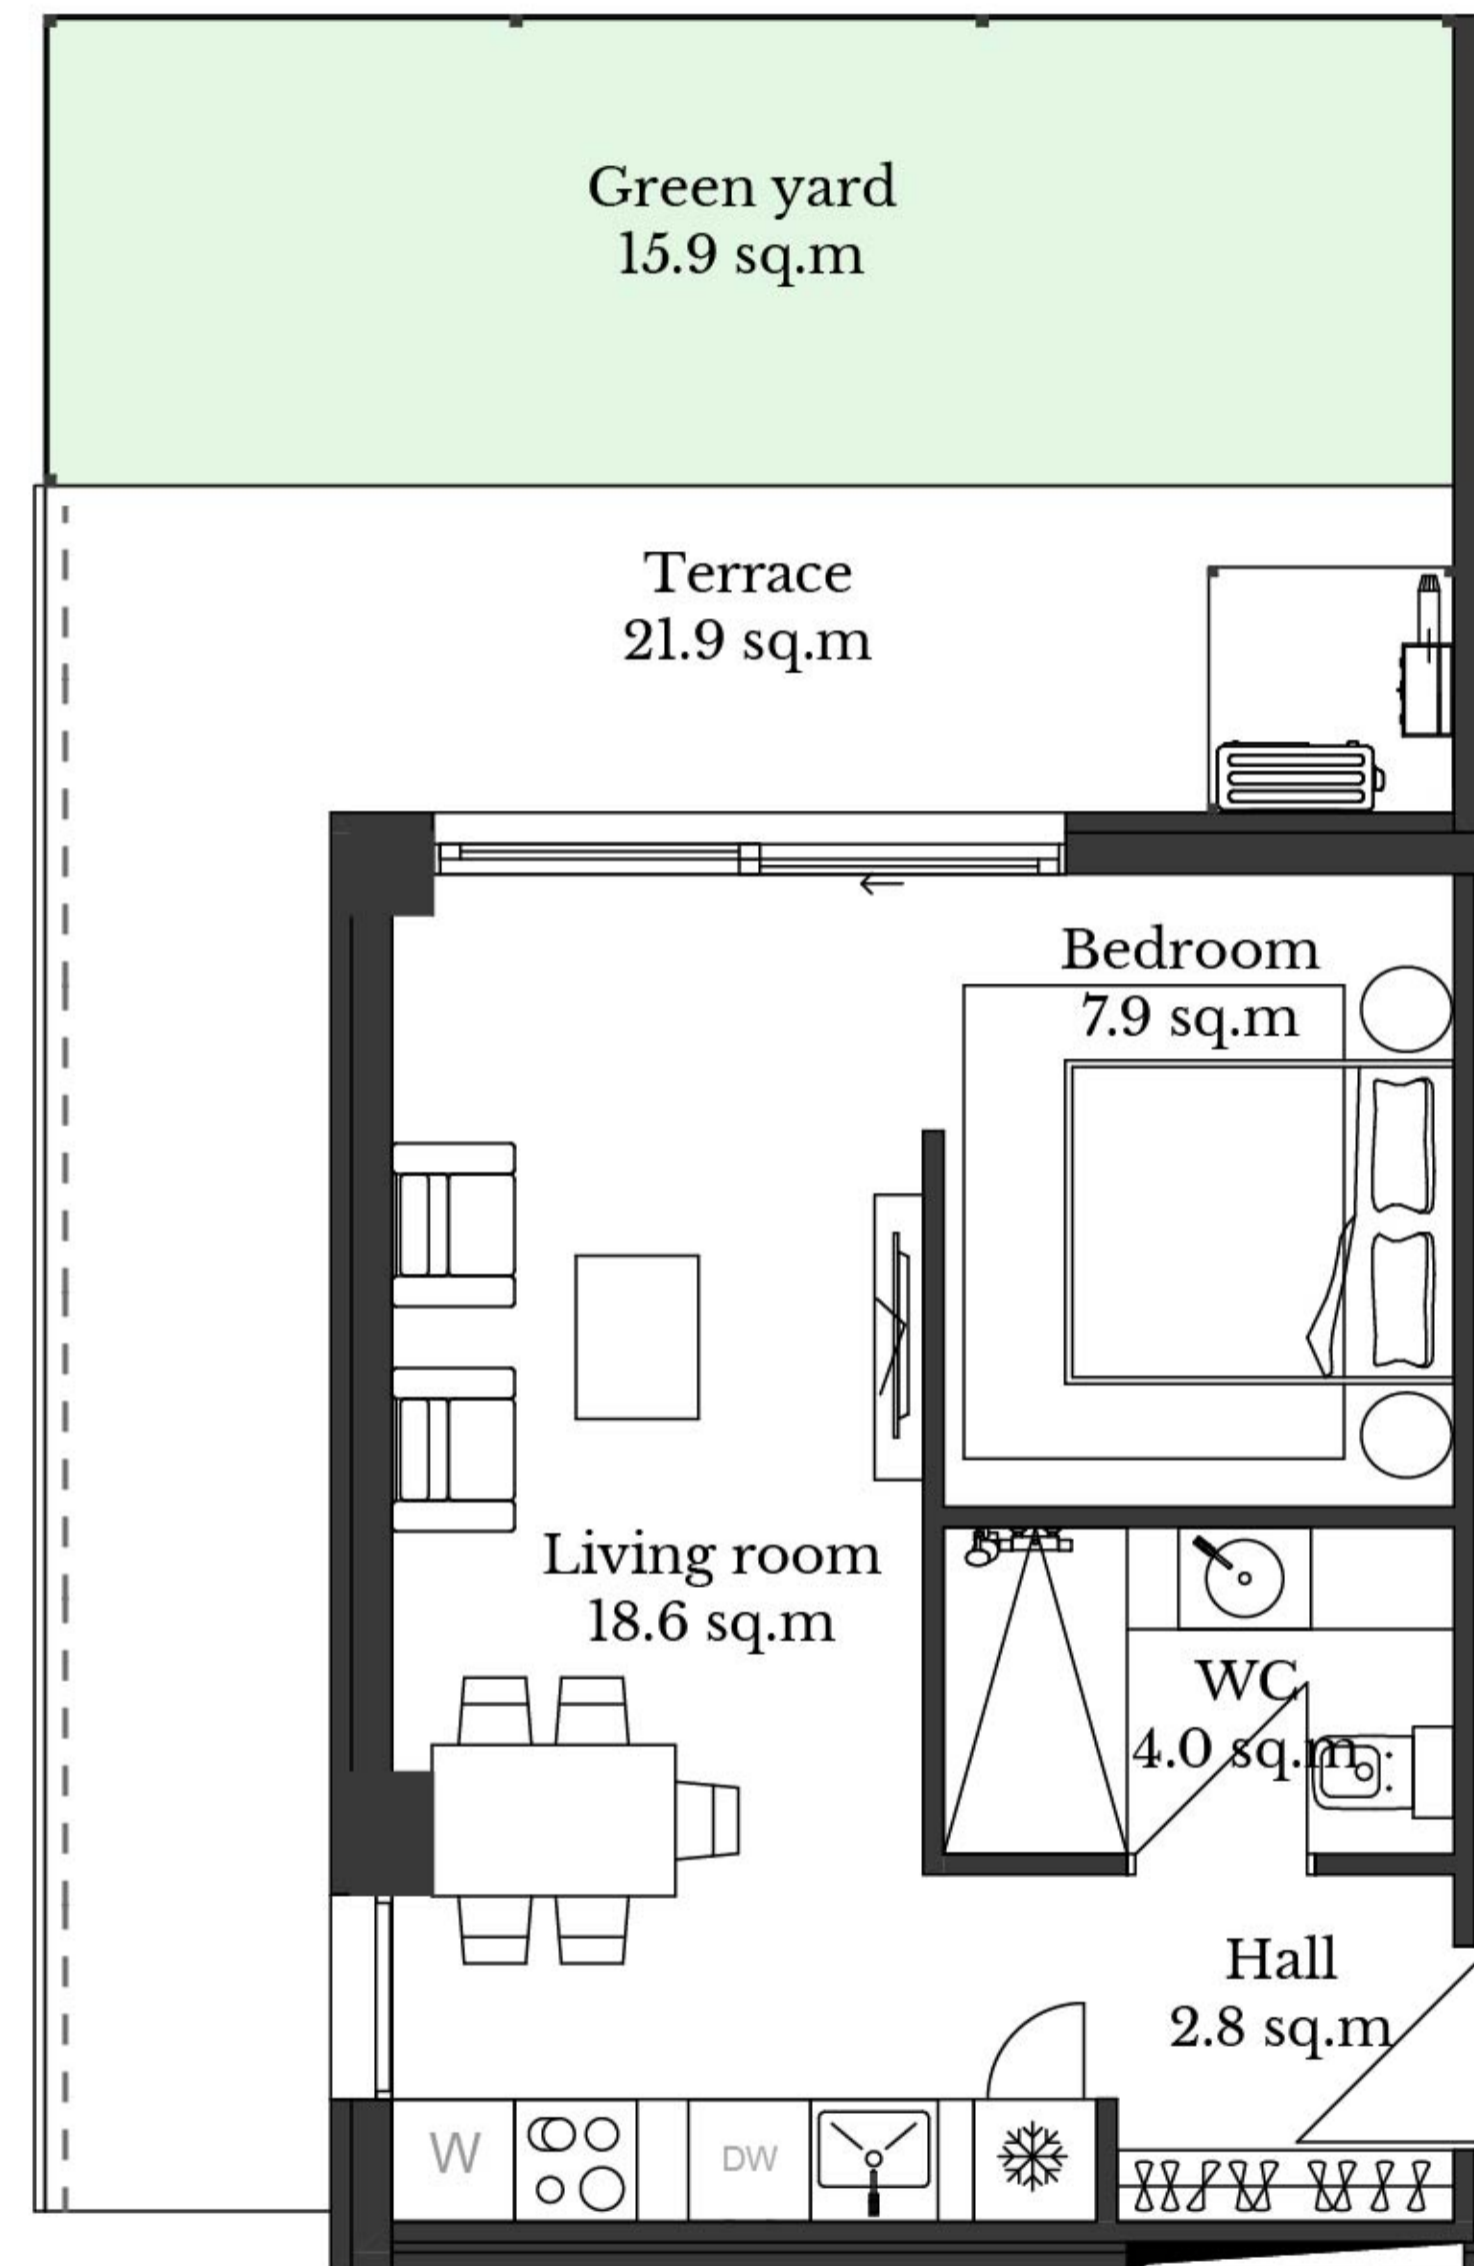 Green yard
15.9 sq.m
Terrace
21.9 sq.m
Bedroom
7.9 sq.m
Living room
18.6 sq.m
WC
4.0 sq.m
Hall
2.8 sq.m
W
DW